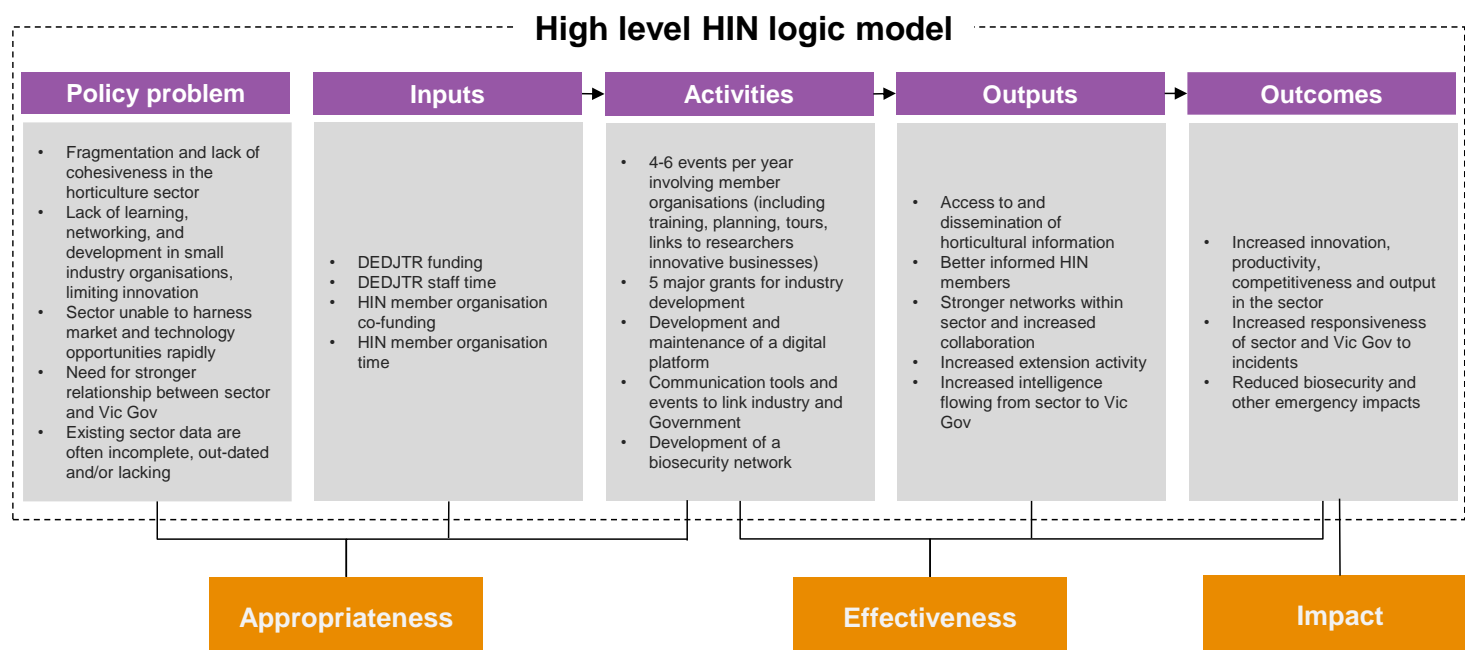 High level HIN logic model
Policy problem
• Fragmentation and lack of
cohesiveness in the
horticulture sector
• Lack of learning,
networking, and
development in small
industry organisations,
limiting innovation
• Sector unable to harness
market and technology
opportunities rapidly
• Need for stronger
relationship between sector
and Vic Gov
• Existing sector data are
often incomplete, out-dated
and/or lacking
Inputs
• DEDJTR funding
• DEDJTR staff time
• HIN member organisation
co-funding
• HIN member organisation
time
Activities
• 4-6 events per year
involving member
organisations (including
training, planning, tours,
links to researchers
innovative businesses)
• 5 major grants for industry
development
• Development and
maintenance of a digital
platform
• Communication tools and
events to link industry and
Government
• Development of a
biosecurity network
Outputs
• Access to and
dissemination of
horticultural information
• Better informed HIN
members
• Stronger networks within
sector and increased
collaboration
• Increased extension activity
• Increased intelligence
flowing from sector to Vic
Gov
Outcomes
• Increased innovation,
productivity,
competitiveness and output
in the sector
• Increased responsiveness
of sector and Vic Gov to
incidents
• Reduced biosecurity and
other emergency impacts
Appropriateness
Effectiveness
Impact